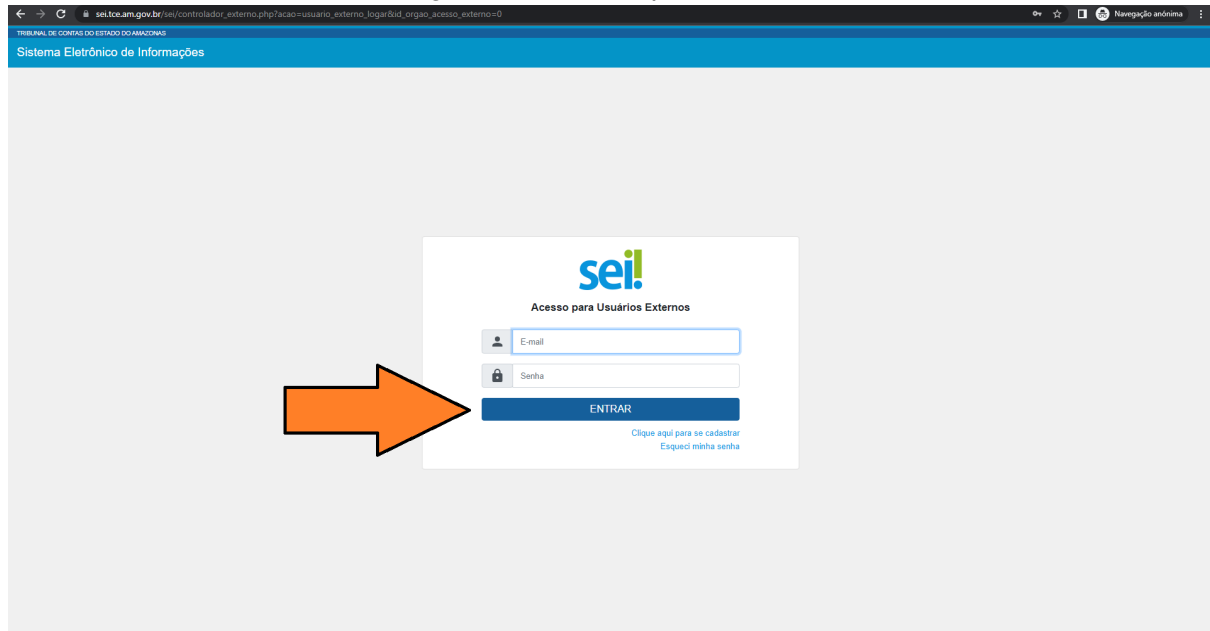 sei.tce.am.gov.br/sei/controlador_externo.php?acao=usuario_externo_logar&id_orgao_acesso_externo=0
Navegação anónima
TRIBUNAL DE CONTAS DO ESTADO DO AMAZONAS
Sistema Eletrônico de Informações
sei!
Acesso para Usuários Externos
E-mail
Senha
ENTRAR
Clique aqui para se cadastrar
Esqueci minha senha